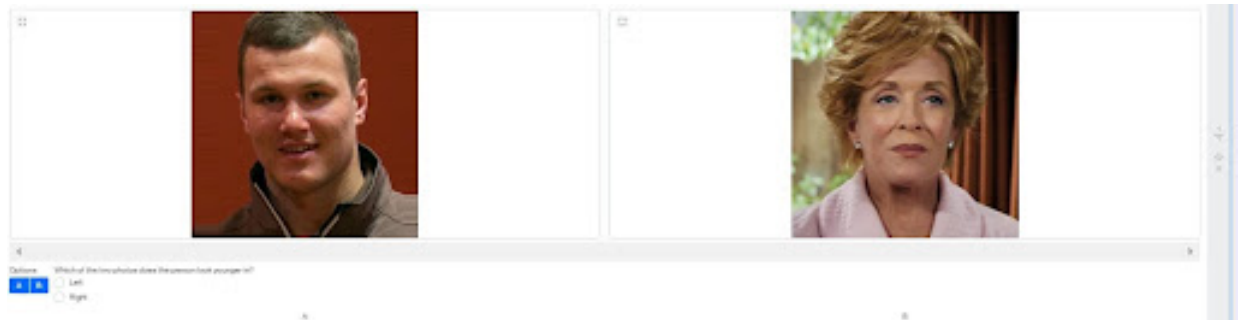 Options
Which of the two photos does the person look younger in?
A B
Left
Right
A
B